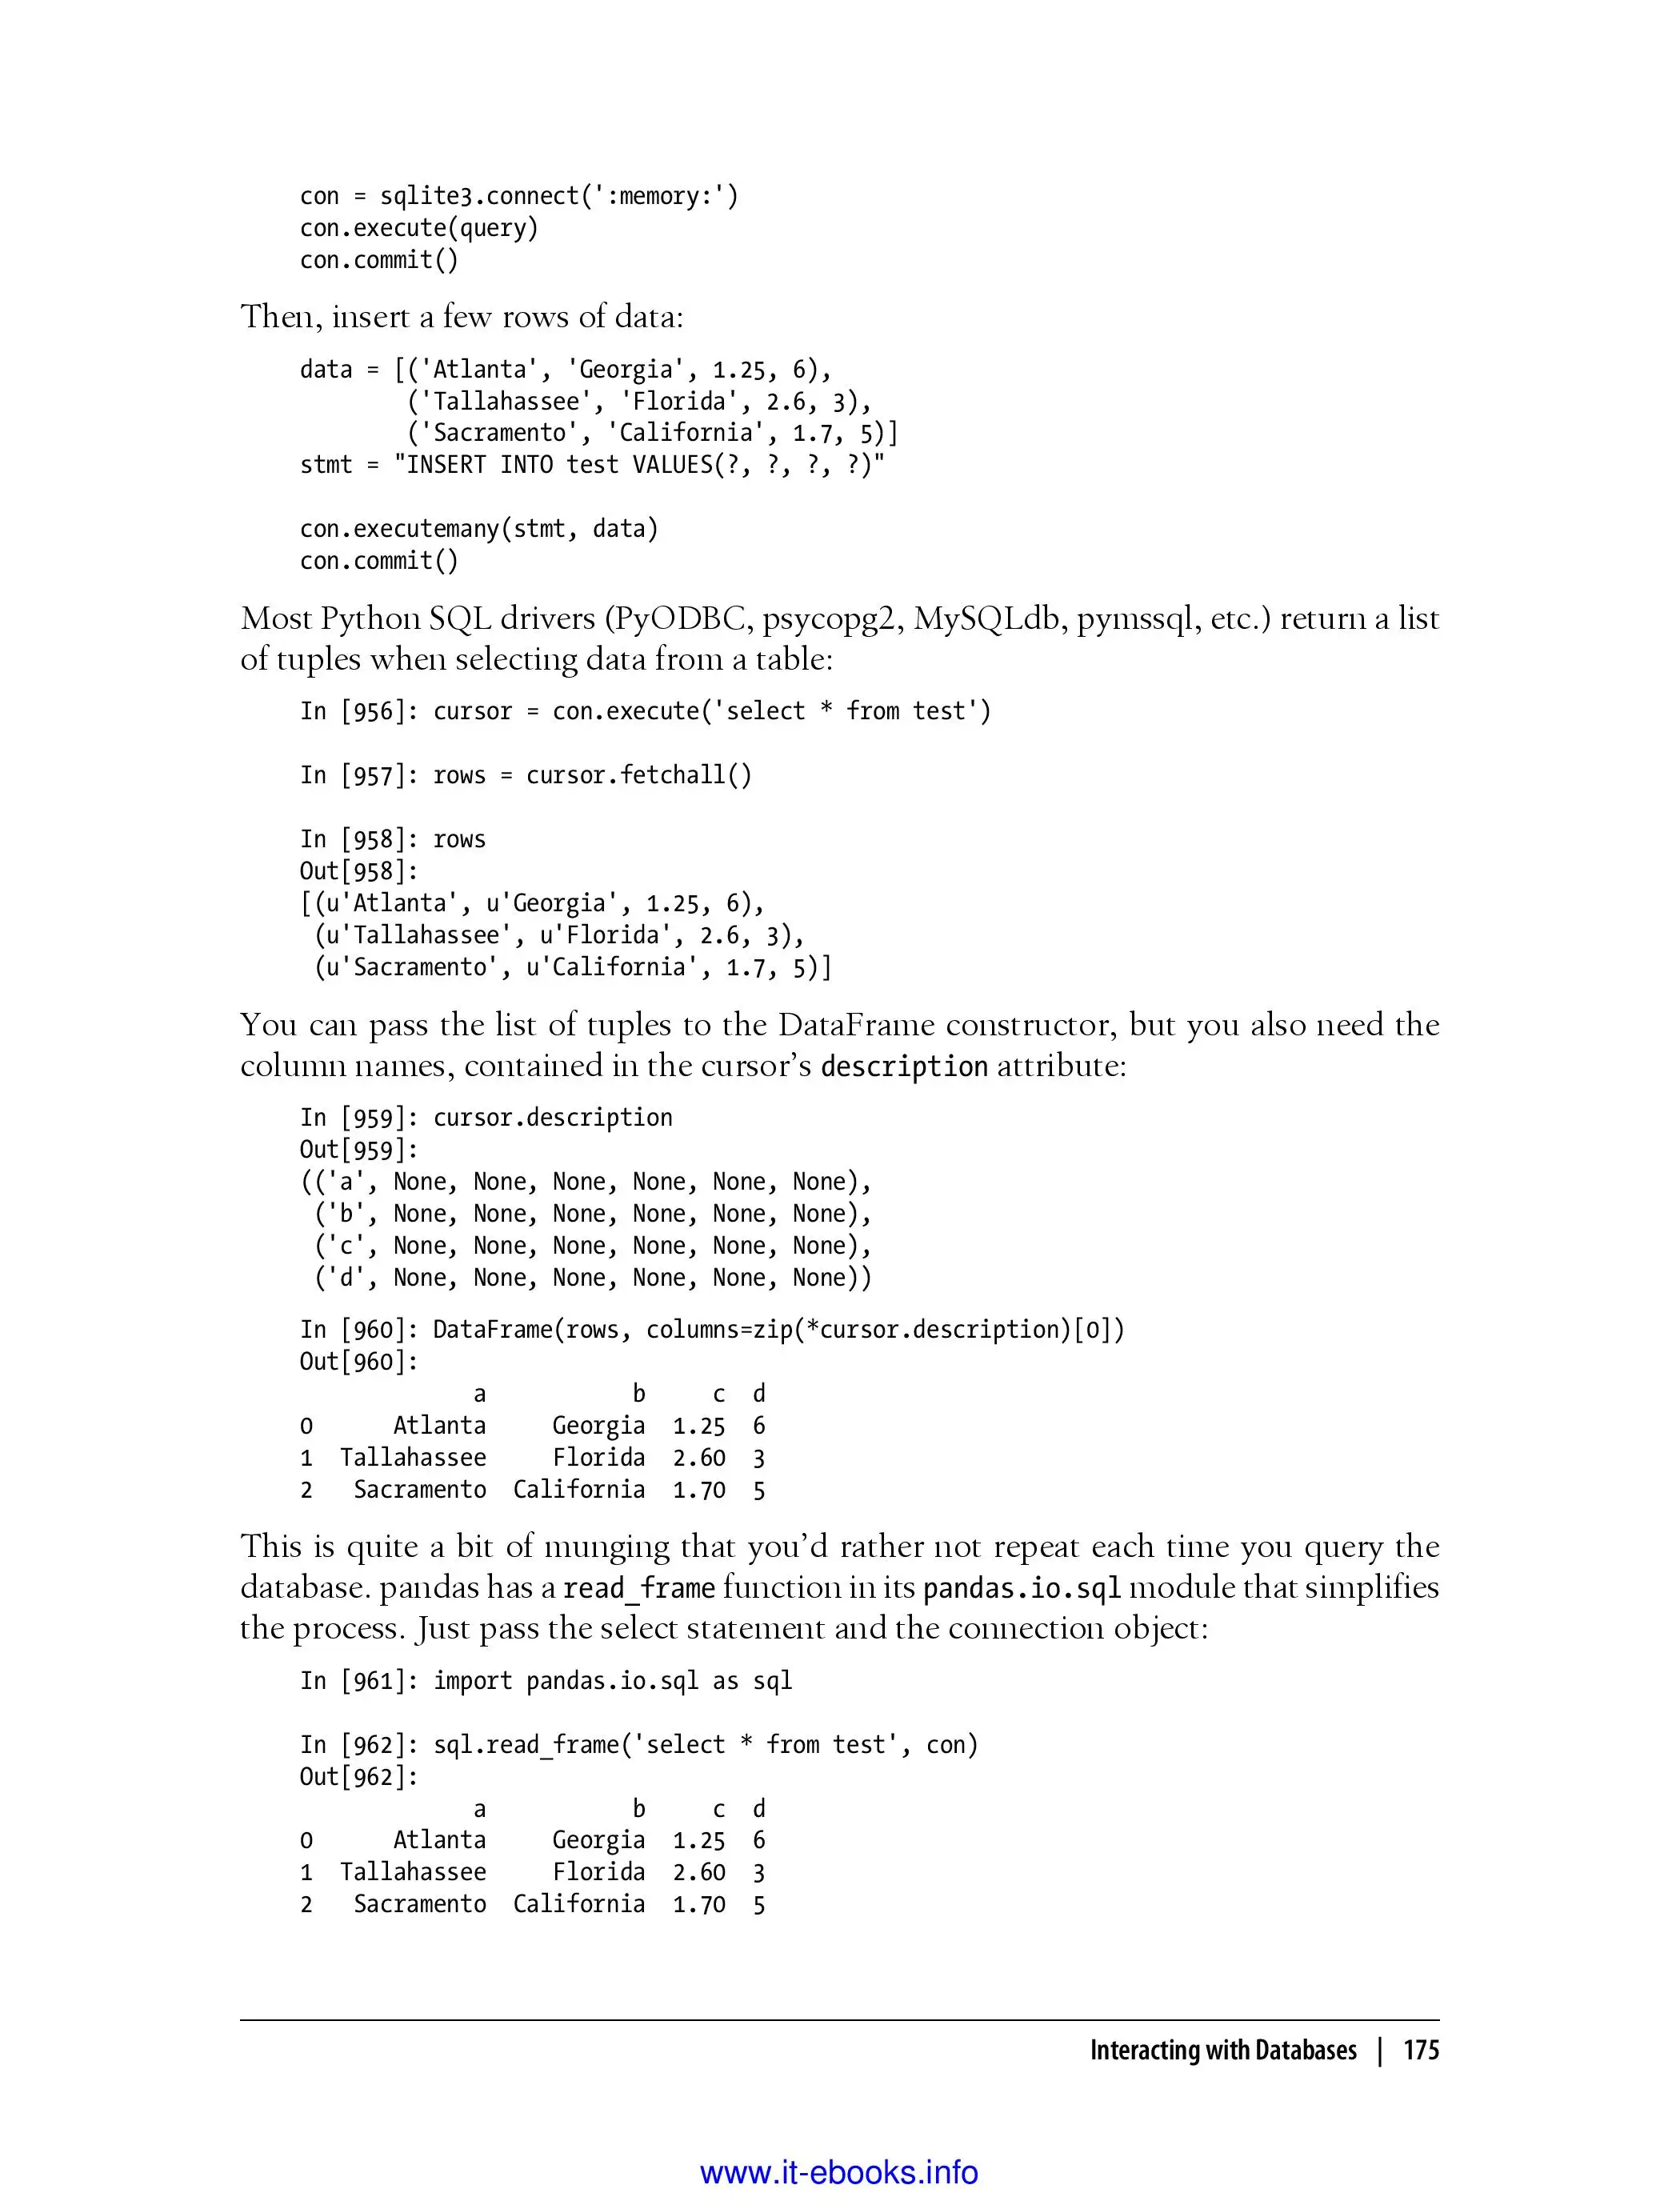 con = sqlite3.connect(':memory:')
con.execute(query)
con.commit()
Then, insert a few rows of data:
data = [('Atlanta', 'Georgia', 1.25, 6),
        ('Tallahassee', 'Florida', 2.6, 3),
        ('Sacramento', 'California', 1.7, 5)]
stmt = "INSERT INTO test VALUES(?, ?, ?, ?)"
con.executemany(stmt, data)
con.commit()
Most Python SQL drivers (PyODBC, psycopg2, MySQLdb, pymssql, etc.) return a list
of tuples when selecting data from a table:
In [956]: cursor = con.execute('select * from test')
In [957]: rows = cursor.fetchall()
In [958]: rows
Out[958]:
[(u'Atlanta', u'Georgia', 1.25, 6),
 (u'Tallahassee', u'Florida', 2.6, 3),
 (u'Sacramento', u'California', 1.7, 5)]
You can pass the list of tuples to the DataFrame constructor, but you also need the
column names, contained in the cursor’s description attribute:
In [959]: cursor.description
Out[959]:
(('a', None, None, None, None, None, None),
 ('b', None, None, None, None, None, None),
 ('c', None, None, None, None, None, None),
 ('d', None, None, None, None, None, None))
In [960]: DataFrame(rows, columns=zip(*cursor.description)[0])
Out[960]:
             a           b     c  d
0      Atlanta     Georgia  1.25  6
1  Tallahassee     Florida  2.60  3
2   Sacramento  California  1.70  5
This is quite a bit of munging that you’d rather not repeat each time you query the
database. pandas has a read_frame function in its pandas.io.sql module that simplifies
the process. Just pass the select statement and the connection object:
In [961]: import pandas.io.sql as sql
In [962]: sql.read_frame('select * from test', con)
Out[962]:
             a           b     c  d
0      Atlanta     Georgia  1.25  6
1  Tallahassee     Florida  2.60  3
2   Sacramento  California  1.70  5
Interacting with Databases | 175
www.it-ebooks.info